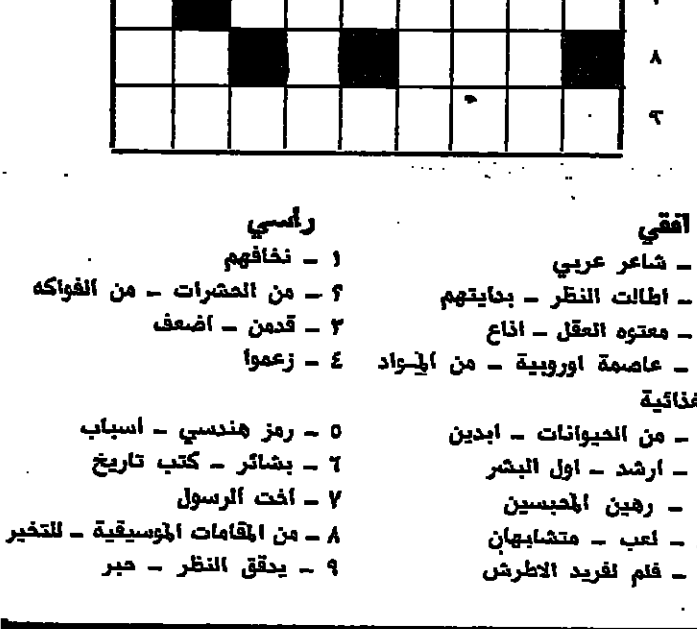 ٨
٩
افقي
– شاعر عربي
– اطالت النظر – بدايتهم
– معتوه العقل – اذاع
– عاصمة اوروبية – من المواد
غذائية
– من الحيوانات – ابدين
– ارشد – اول البشر
– رهين المحبسين
– لعب – متشابهان
– فلم لفريد الاطرش
راسي
١ – نخافهم
٢ – من الحشرات – من الفواكه
٣ – قدمن – اضعف
٤ – زعموا
٥ – رمز هندسي – اسباب
٦ – بشائر – كتب تاريخ
٧ – اخت الرسول
٨ – من المقامات الموسيقية – للتخير
٩ – يدقق النظر – حبر